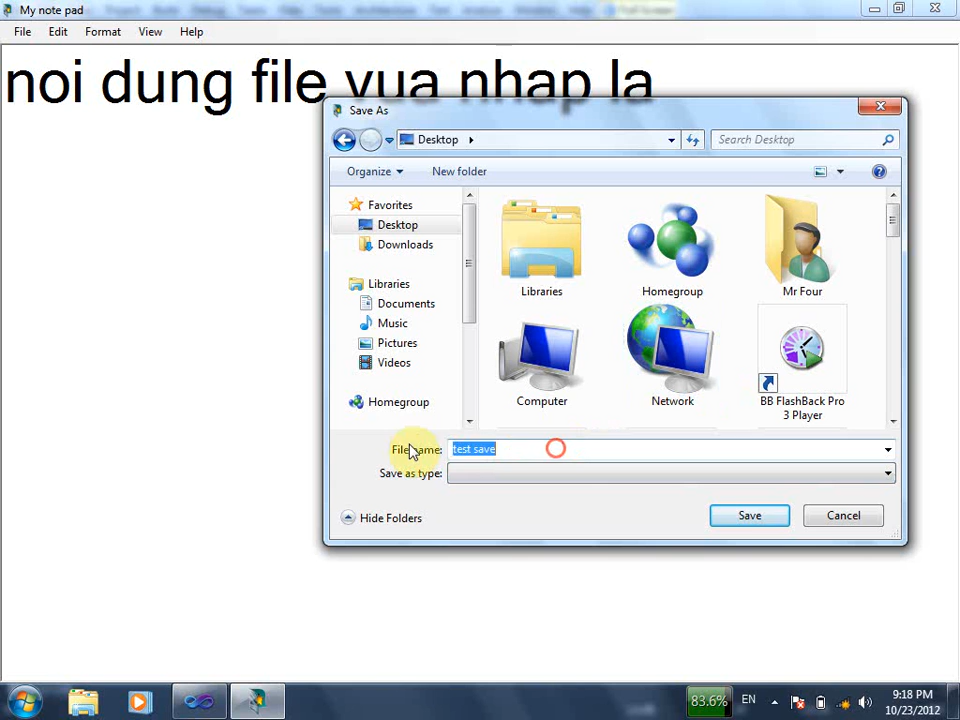 My note pad
File Edit Format View Help
noi dung file vua nhap la
Save As
Desktop
Search Desktop
Organize New folder
Favorites
Desktop
Downloads
Libraries
Documents
Music
Pictures
Videos
Homegroup
Libraries Homegroup Mr Four
Computer Network BB FlashBack Pro
3 Player
File name: test save
Save as type:
Hide Folders Save Cancel
83.6% EN 9:18 PM
10/23/2012